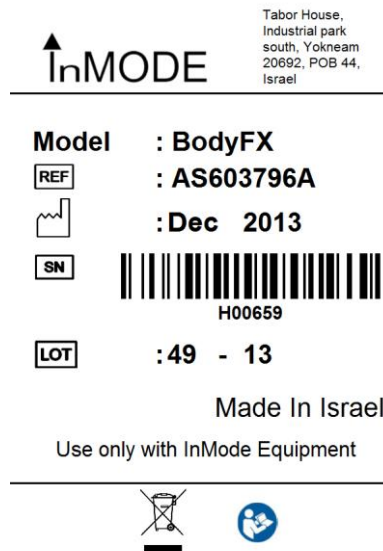 InMODE
Tabor House,
Industrial park
south, Yokneam
20692, POB 44,
Israel
Model : BodyFX
REF : AS603796A
:Dec 2013
SN
H00659
LOT :49 - 13
Made In Israel
Use only with InMode Equipment